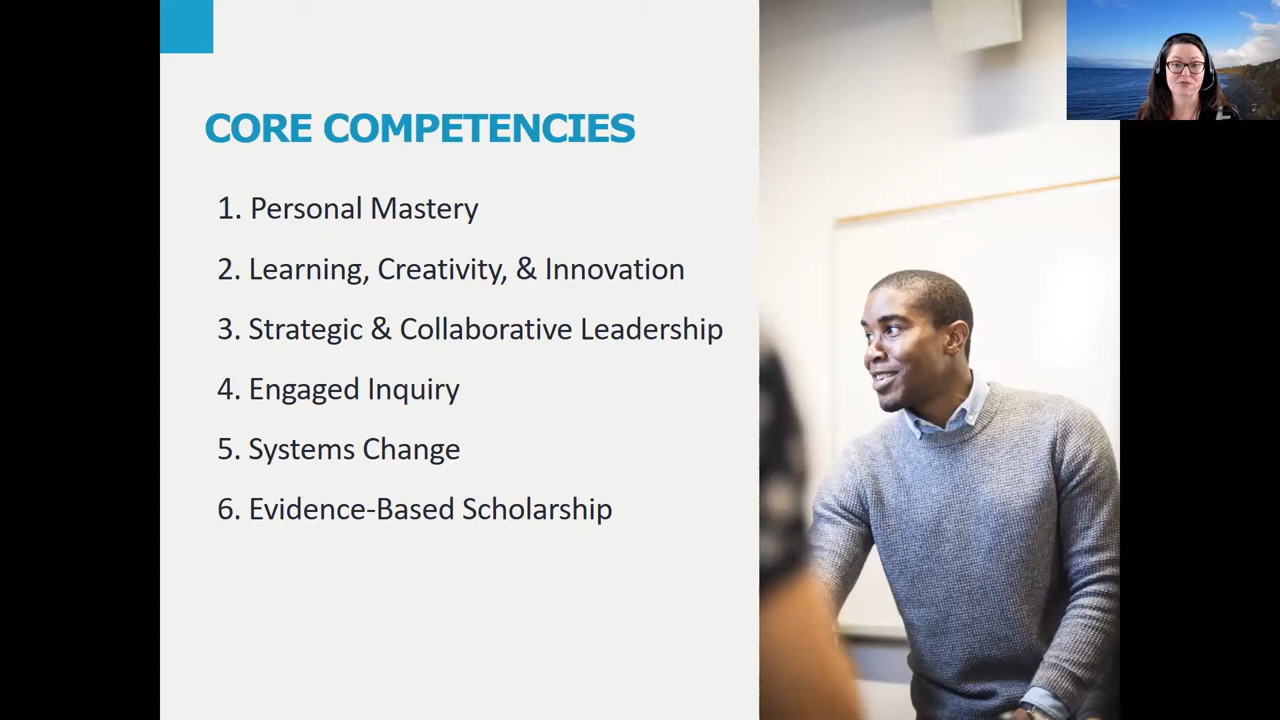 CORE COMPETENCIES
1. Personal Mastery
2. Learning, Creativity, & Innovation
3. Strategic & Collaborative Leadership
4. Engaged Inquiry
5. Systems Change
6. Evidence-Based Scholarship